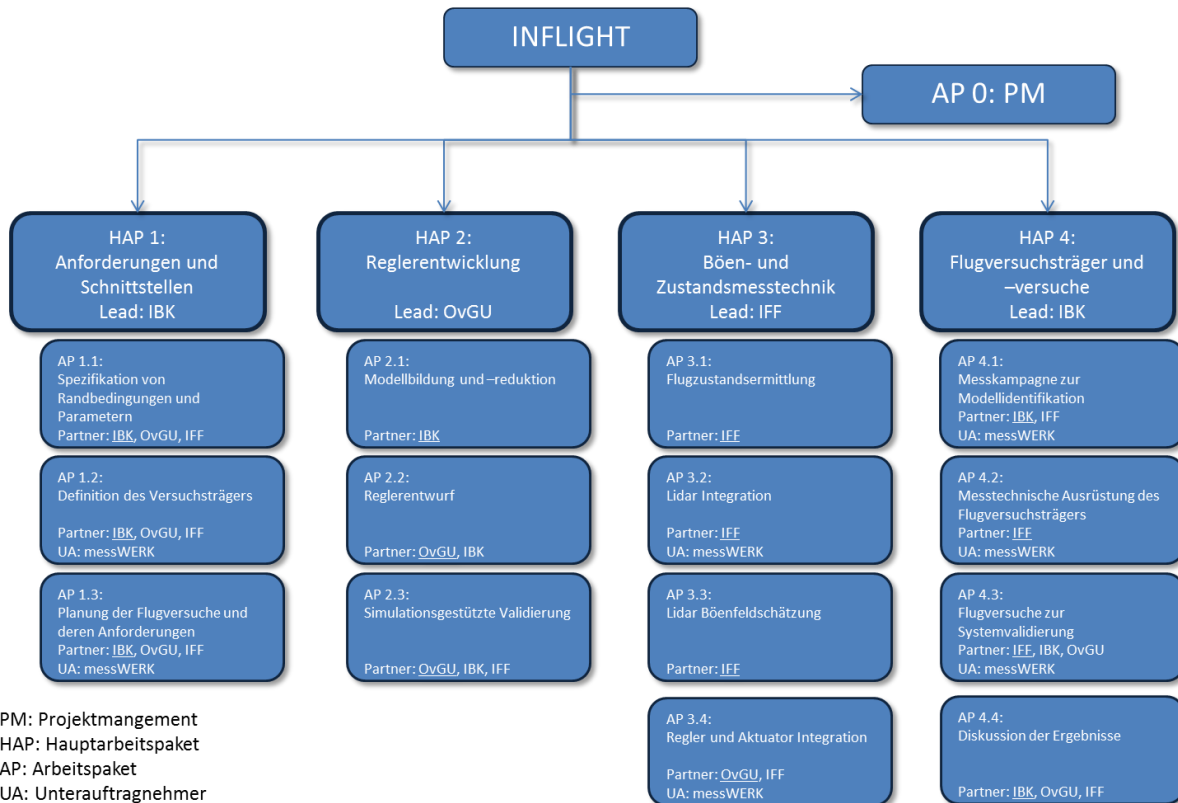 INFLIGHT
AP 0: PM
HAP 1:
Anforderungen und
Schnittstellen
Lead: IBK
HAP 2:
Reglerentwicklung
Lead: OvGU
HAP 3:
Böen- und
Zustandsmesstechnik
Lead: IFF
HAP 4:
Flugversuchsträger und
–versuche
Lead: IBK
AP 1.1:
Spezifikation von
Randbedingungen und
Parametern
Partner: IBK, OvGU, IFF
AP 1.2:
Definition des Versuchsträgers
Partner: IBK, OvGU, IFF
UA: messWERK
AP 1.3:
Planung der Flugversuche und
deren Anforderungen
Partner: IBK, OvGU, IFF
UA: messWERK
AP 2.1:
Modellbildung und –reduktion
Partner: IBK
AP 2.2:
Reglerentwurf
Partner: OvGU, IBK
AP 2.3:
Simulationsgestützte Validierung
Partner: OvGU, IBK, IFF
AP 3.1:
Flugzustandsermittlung
Partner: IFF
AP 3.2:
Lidar Integration
Partner: IFF
UA: messWERK
AP 3.3:
Lidar Böenfeldschätzung
Partner: IFF
AP 3.4:
Regler und Aktuator Integration
Partner: OvGU, IFF
UA: messWERK
AP 4.1:
Messkampagne zur
Modellidentifikation
Partner: IBK, IFF
UA: messWERK
AP 4.2:
Messtechnische Ausrüstung des
Flugversuchsträgers
Partner: IFF
UA: messWERK
AP 4.3:
Flugversuche zur
Systemvalidierung
Partner: IFF, IBK, OvGU
UA: messWERK
AP 4.4:
Diskussion der Ergebnisse
Partner: IBK, OvGU, IFF
PM: Projektmangement
HAP: Hauptarbeitspaket
AP: Arbeitspaket
UA: Unterauftragnehmer